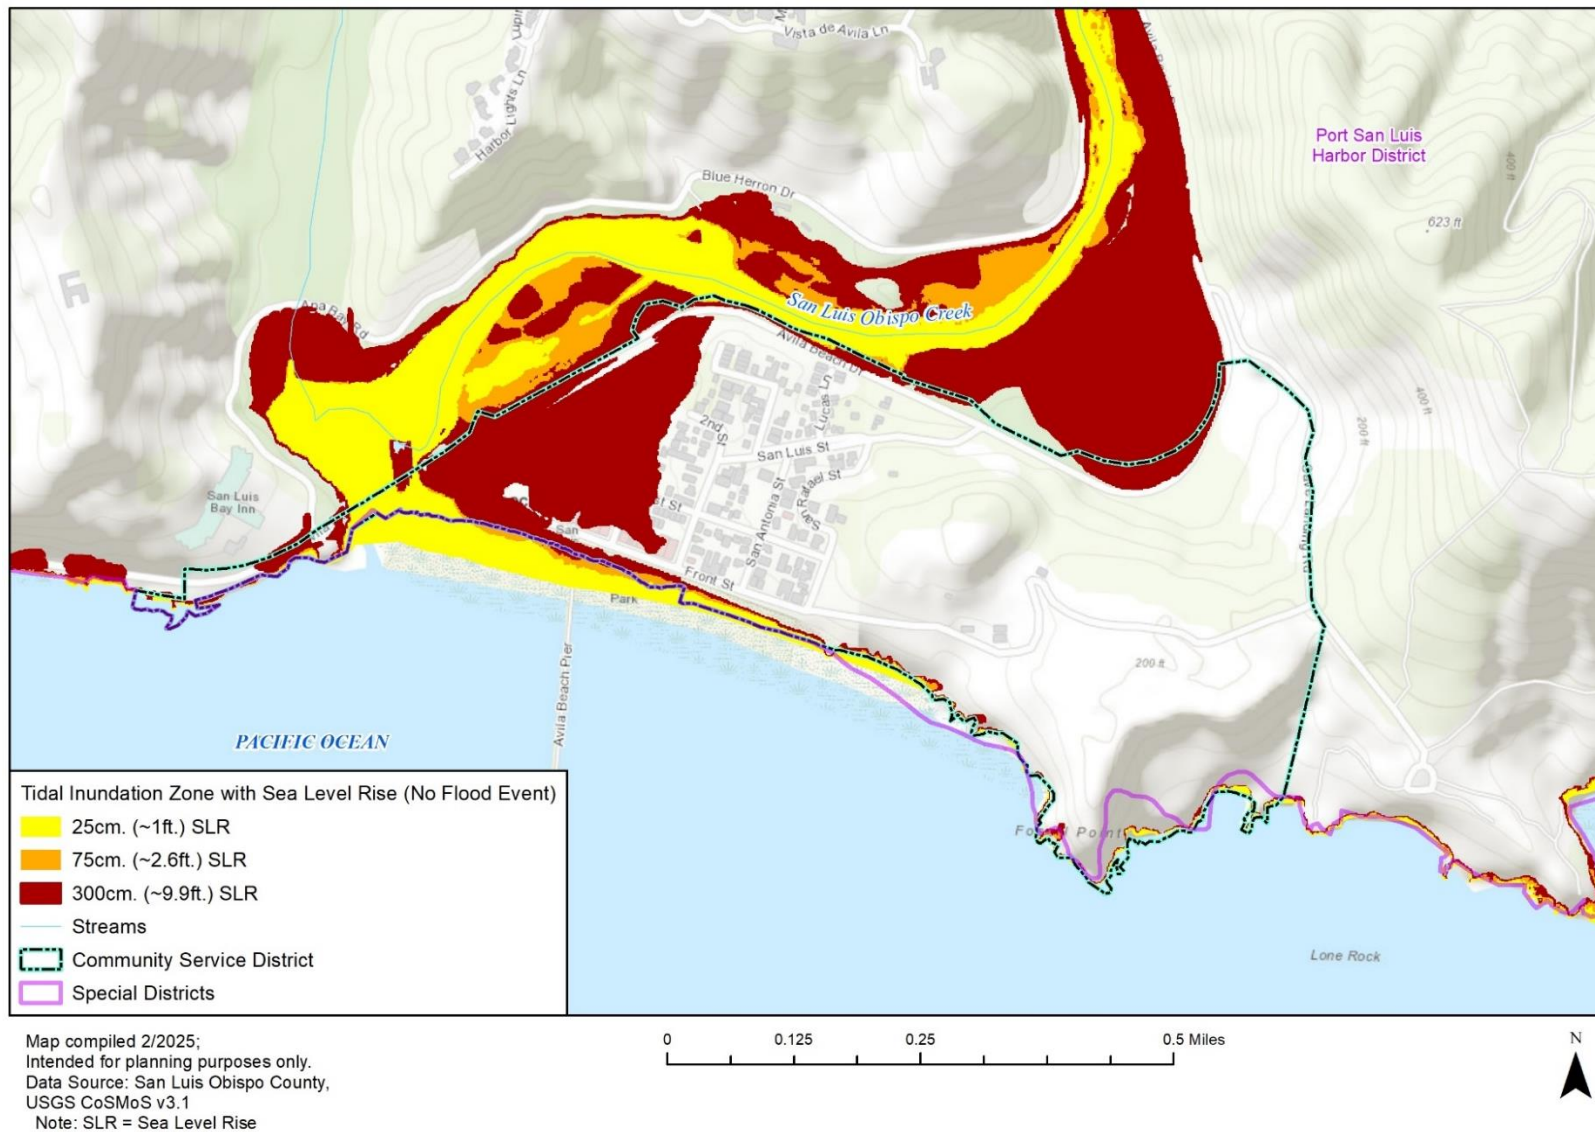 Vista de Avila Ln
Harbor Lights Ln
Port San Luis
Harbor District
400 ft
623 ft
Blue Herron Dr
Ana Bay Rd
San Luis Obispo Creek
Avila Beach Dr
Lucas Ln
2nd St
San Luis St
400 ft
200 ft
San Luis
Bay Inn
San Antonia St
San Rafael St
San
Front St
Park
Avila Beach Pier
200 ft
PACIFIC OCEAN
Point
Lone Rock
Tidal Inundation Zone with Sea Level Rise (No Flood Event)
25cm. (~1ft.) SLR
75cm. (~2.6ft.) SLR
300cm. (~9.9ft.) SLR
Streams
Community Service District
Special Districts
Map compiled 2/2025;
Intended for planning purposes only.
Data Source: San Luis Obispo County,
USGS CoSMoS v3.1
Note: SLR = Sea Level Rise
0 0.125 0.25 0.5 Miles
N